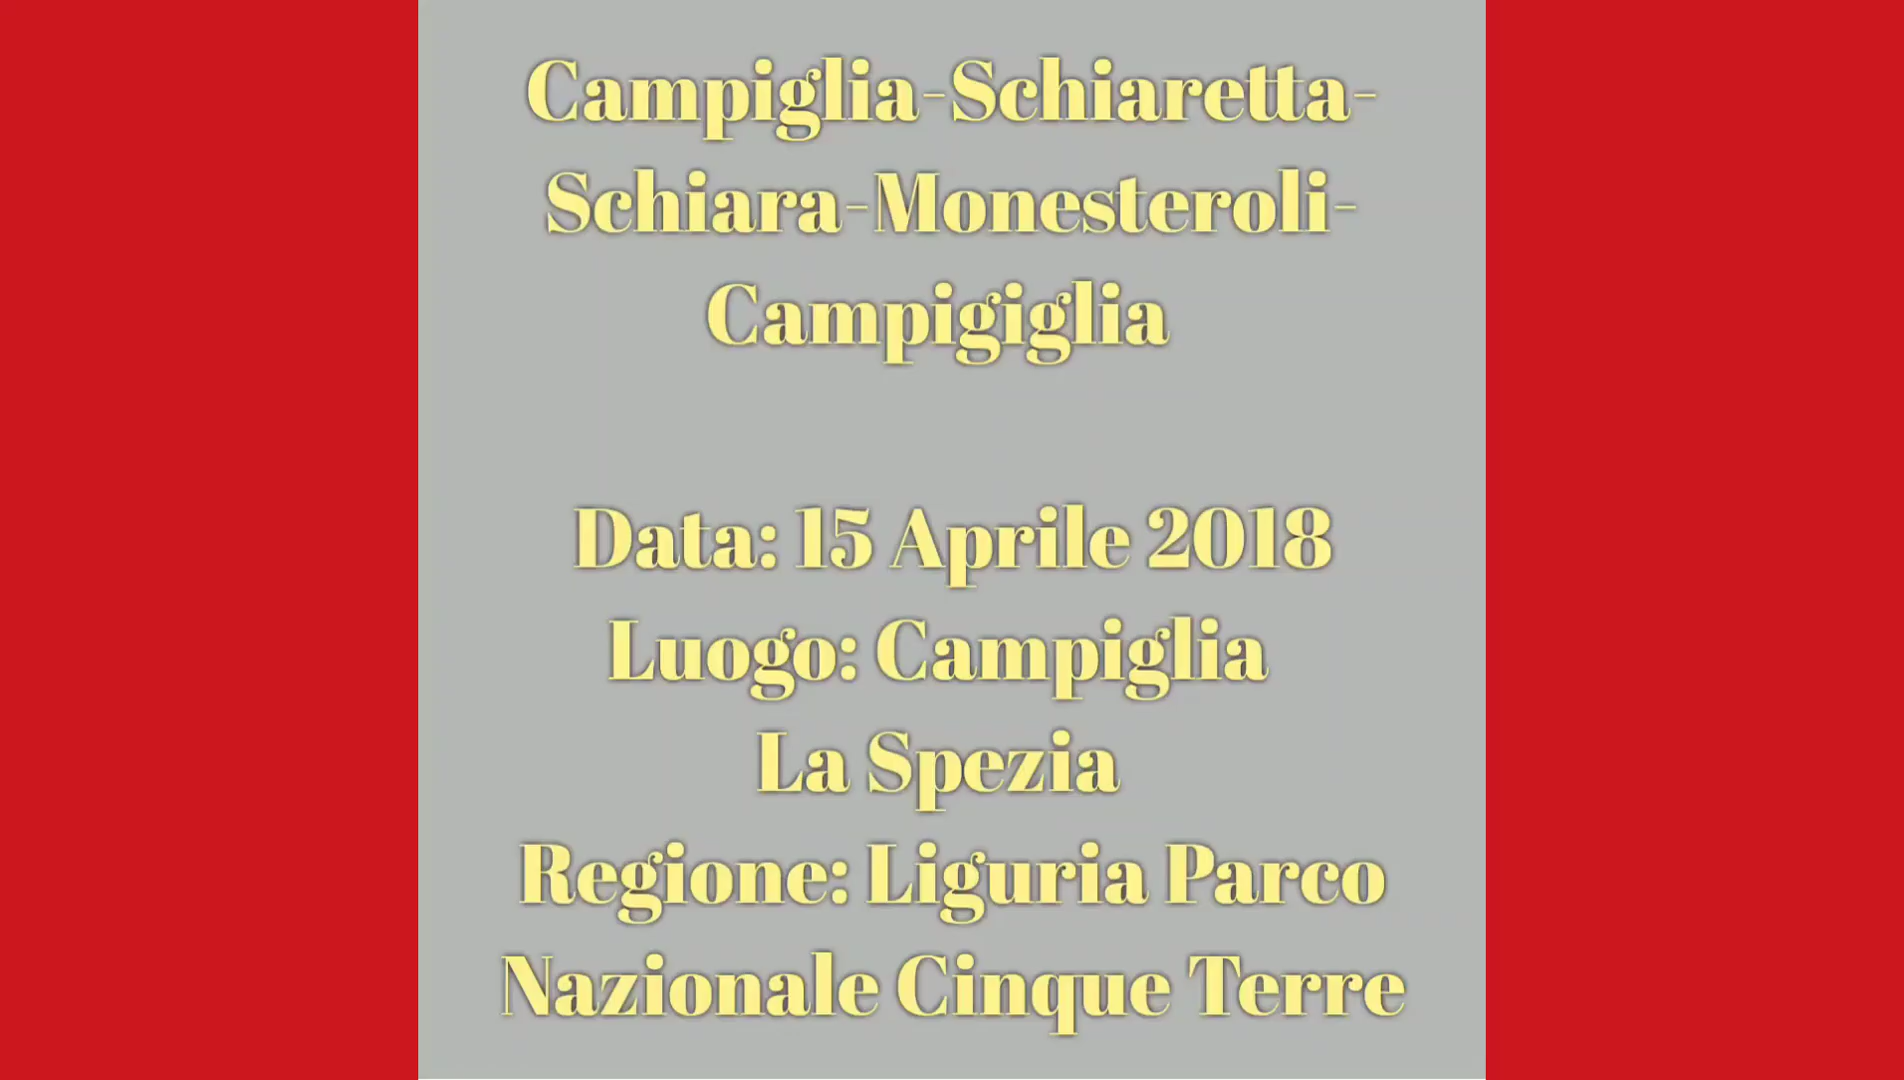 Campiglia-Schiaretta-
Schiara-Monesteroli-
Campigiglia
Data: 15 Aprile 2018
Luogo: Campiglia
La Spezia
Regione: Liguria Parco
Nazionale Cinque Terre